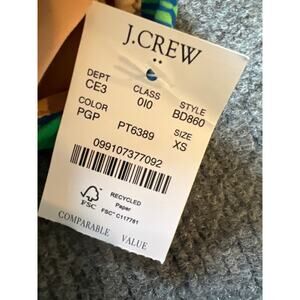 J.CREW
DEPT CLASS STYLE
CE3 010 BD860
COLOR SIZE
PGP PT6389 XS
099107377092
FSC
RECYCLED
Paper
FSC™ C117781
COMPARABLE VALUE